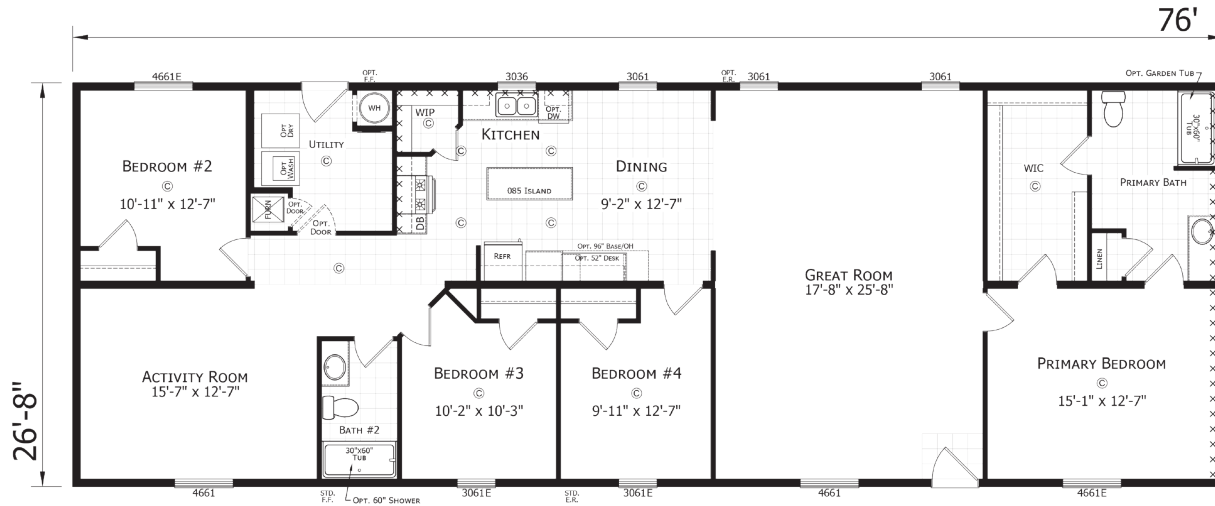 76'
26'-8"
4661E
OPT.
F.F.
3036
3061
OPT.
E.R.
3061
3061
OPT. GARDEN TUB
BEDROOM #2
©
10'-11" x 12'-7"
OPT
DRY
OPT
WASH
UTILITY
©
WH
FURN
OPT.
DOOR
OPT.
DOOR
©
WIP
©
KITCHEN
OPT.
DW
©
©
085 ISLAND
DB
©
©
REFR
OPT. 96" BASE/OH
OPT. 52" DESK
DINING
©
9'-2" x 12'-7"
GREAT ROOM
17'-8" x 25'-8"
WIC
©
30"x60"
TUB
PRIMARY BATH
LINEN
ACTIVITY ROOM
15'-7" x 12'-7"
BATH #2
30"x60"
TUB
BEDROOM #3
©
10'-2" x 10'-3"
BEDROOM #4
©
9'-11" x 12'-7"
PRIMARY BEDROOM
©
15'-1" x 12'-7"
4661
STD.
F.F.
OPT. 60" SHOWER
3061E
STD.
E.R.
3061E
4661
4661E